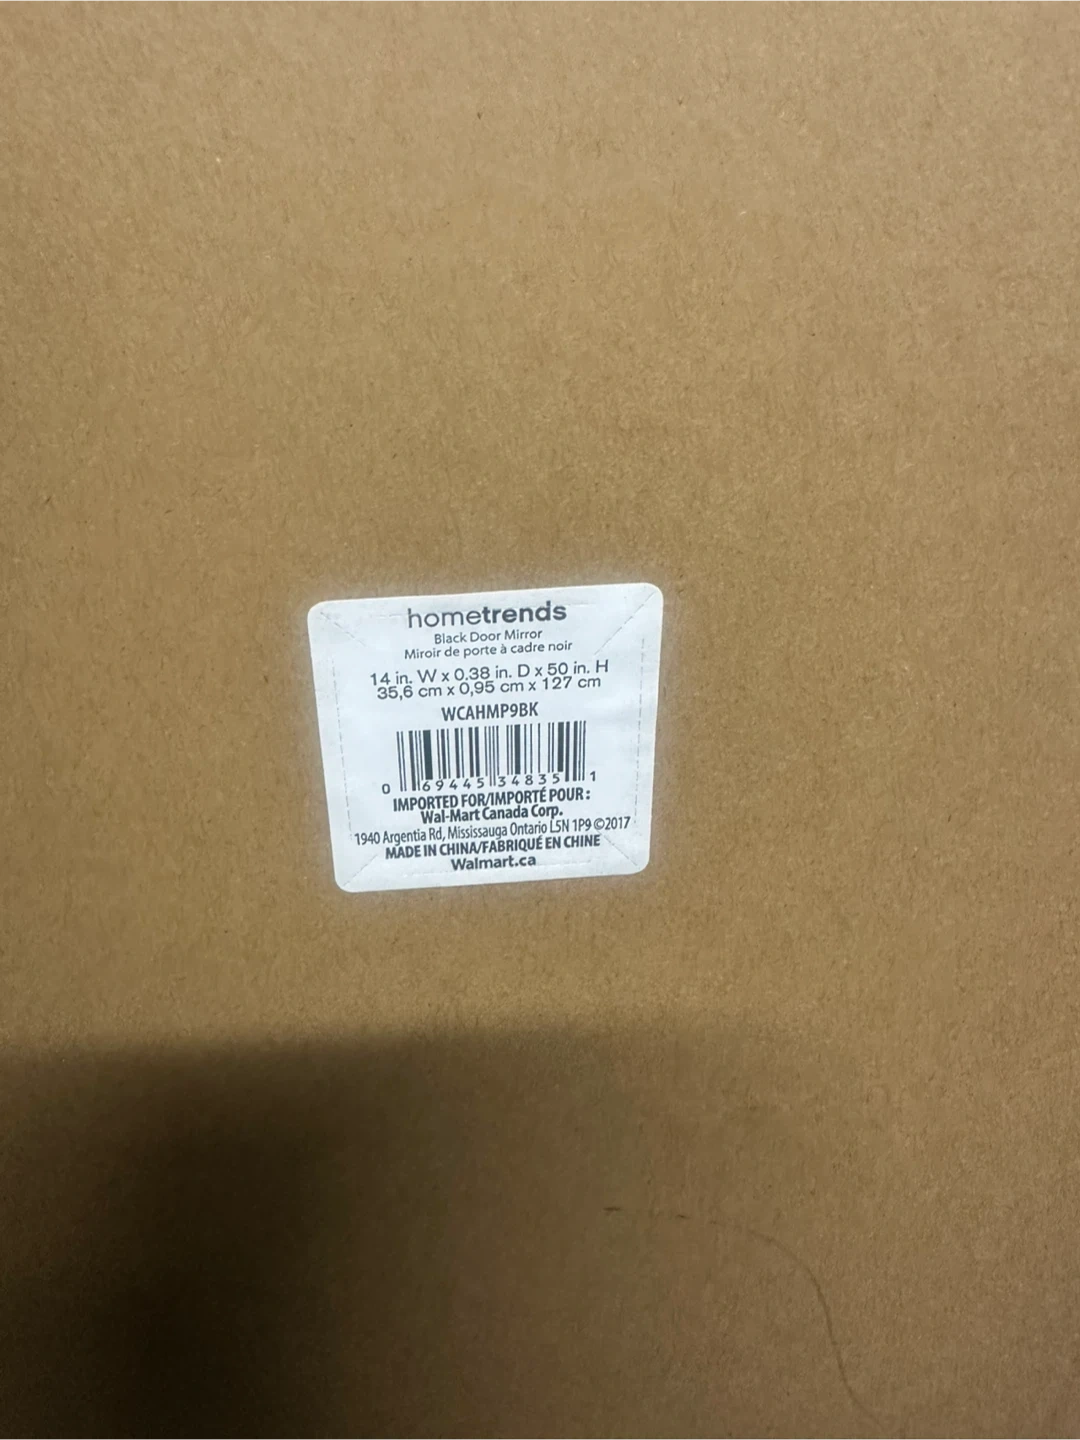 hometrends
Black Door Mirror
Miroir de porte à cadre noir
14 in. W x 0.38 in. D x 50 in. H
35,6 cm x 0,95 cm x 127 cm
WCAHMP9BK
0 69445 34835 1
IMPORTED FOR/IMPORTÉ POUR :
Wal-Mart Canada Corp.
1940 Argentia Rd, Mississauga Ontario L5N 1P9 ©2017
MADE IN CHINA/FABRIQUÉ EN CHINE
Walmart.ca